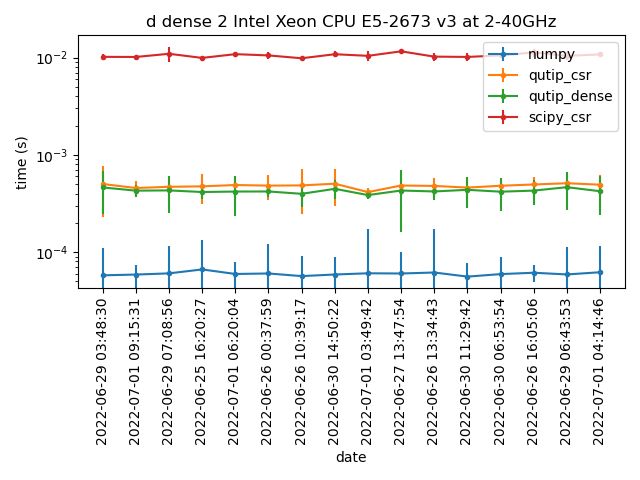 d dense 2 Intel Xeon CPU E5-2673 v3 at 2-40GHz
numpy
qutip_csr
qutip_dense
scipy_csr
time (s)
10⁻²
10⁻³
10⁻⁴
2022-06-29 03:48:30
2022-07-01 09:15:31
2022-06-29 07:08:56
2022-06-25 16:20:27
2022-07-01 06:20:04
2022-06-26 00:37:59
2022-06-26 10:39:17
2022-06-30 14:50:22
2022-07-01 03:49:42
2022-06-27 13:47:54
2022-06-26 13:34:43
2022-06-30 11:29:42
2022-06-30 06:53:54
2022-06-26 16:05:06
2022-06-29 06:43:53
2022-07-01 04:14:46
date